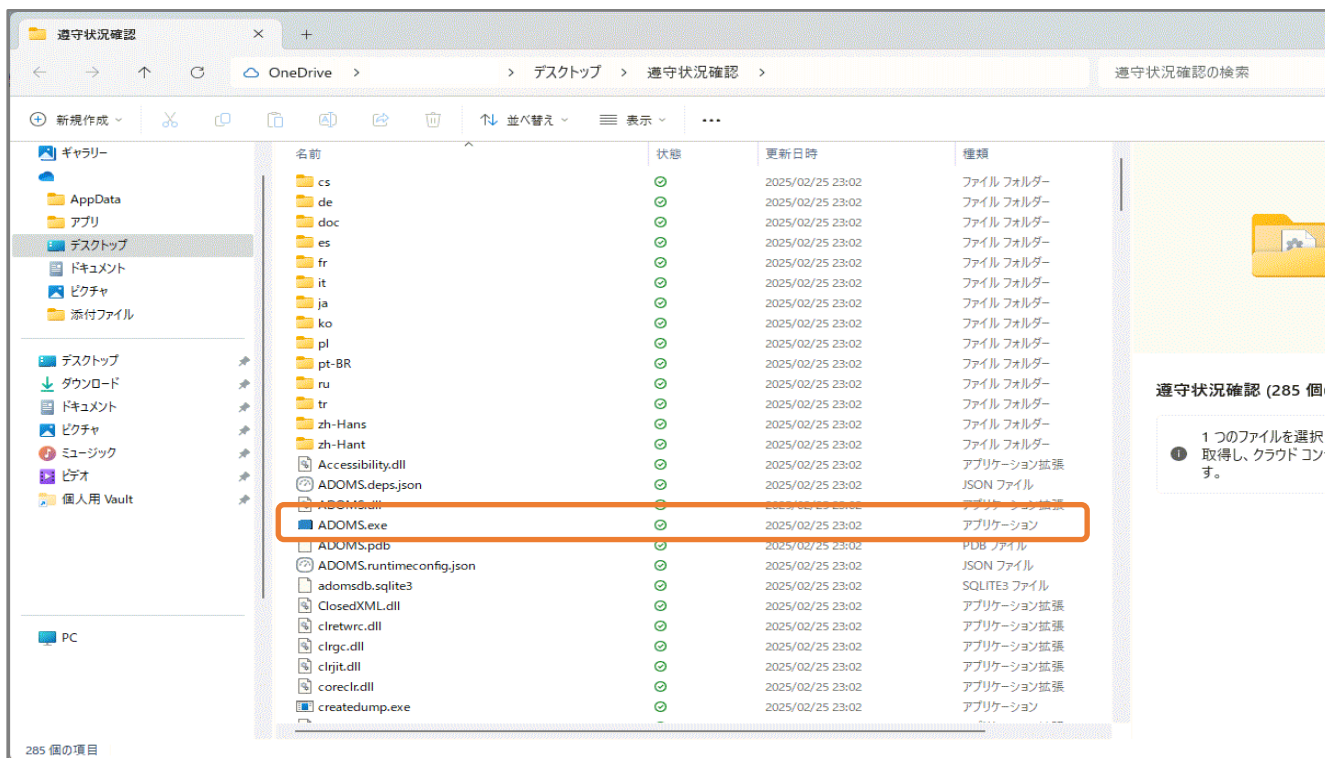 遵守状況確認
OneDrive > > デスクトップ > 遵守状況確認 >
遵守状況確認の検索
新規作成 並べ替え 表示 ...
ギャラリー
AppData
アプリ
デスクトップ
ドキュメント
ピクチャ
添付ファイル
デスクトップ
ダウンロード
ドキュメント
ピクチャ
ミュージック
ビデオ
個人用 Vault
PC
名前 状態 更新日時 種類
cs 2025/02/25 23:02 ファイル フォルダー
de 2025/02/25 23:02 ファイル フォルダー
doc 2025/02/25 23:02 ファイル フォルダー
es 2025/02/25 23:02 ファイル フォルダー
fr 2025/02/25 23:02 ファイル フォルダー
it 2025/02/25 23:02 ファイル フォルダー
ja 2025/02/25 23:02 ファイル フォルダー
ko 2025/02/25 23:02 ファイル フォルダー
pl 2025/02/25 23:02 ファイル フォルダー
pt-BR 2025/02/25 23:02 ファイル フォルダー
ru 2025/02/25 23:02 ファイル フォルダー
tr 2025/02/25 23:02 ファイル フォルダー
zh-Hans 2025/02/25 23:02 ファイル フォルダー
zh-Hant 2025/02/25 23:02 ファイル フォルダー
Accessibility.dll 2025/02/25 23:02 アプリケーション拡張
ADOMS.deps.json 2025/02/25 23:02 JSON ファイル
ADOMS.dll 2025/02/25 23:02 アプリケーション拡張
ADOMS.exe 2025/02/25 23:02 アプリケーション
ADOMS.pdb 2025/02/25 23:02 PDB ファイル
ADOMS.runtimeconfig.json 2025/02/25 23:02 JSON ファイル
adomsdb.sqlite3 2025/02/25 23:02 SQLITE3 ファイル
ClosedXML.dll 2025/02/25 23:02 アプリケーション拡張
clretwrc.dll 2025/02/25 23:02 アプリケーション拡張
clrgc.dll 2025/02/25 23:02 アプリケーション拡張
clrjit.dll 2025/02/25 23:02 アプリケーション拡張
coreclr.dll 2025/02/25 23:02 アプリケーション拡張
createdump.exe 2025/02/25 23:02 アプリケーション
遵守状況確認 (285 個
1 つのファイルを選択
取得し、クラウド コン
す。
285 個の項目